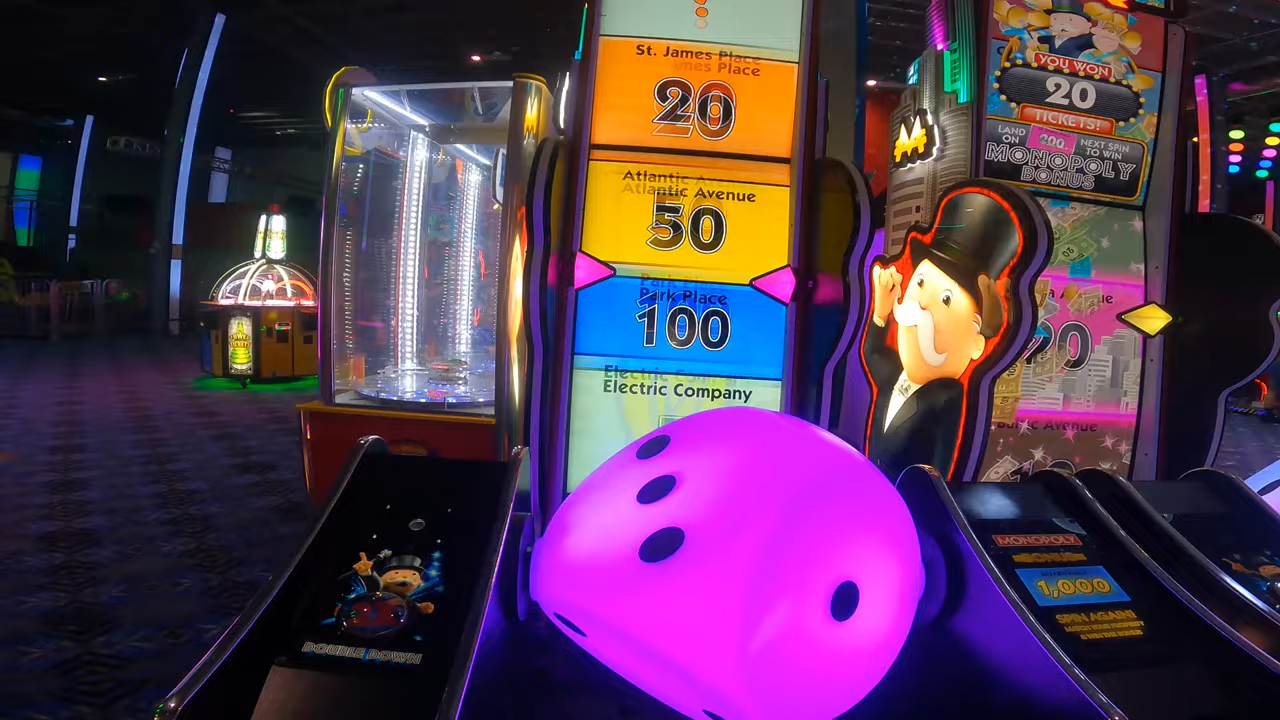 St. James Place
20
Atlantic Avenue
50
Park Place
100
Electric Company
YOU WON
20
TICKETS!
LAND ON 200 NEXT SPIN TO WIN
MONOPOLY
BONUS
M
MONOPOLY
1,000
SPIN AGAIN!
DOUBLE DOWN